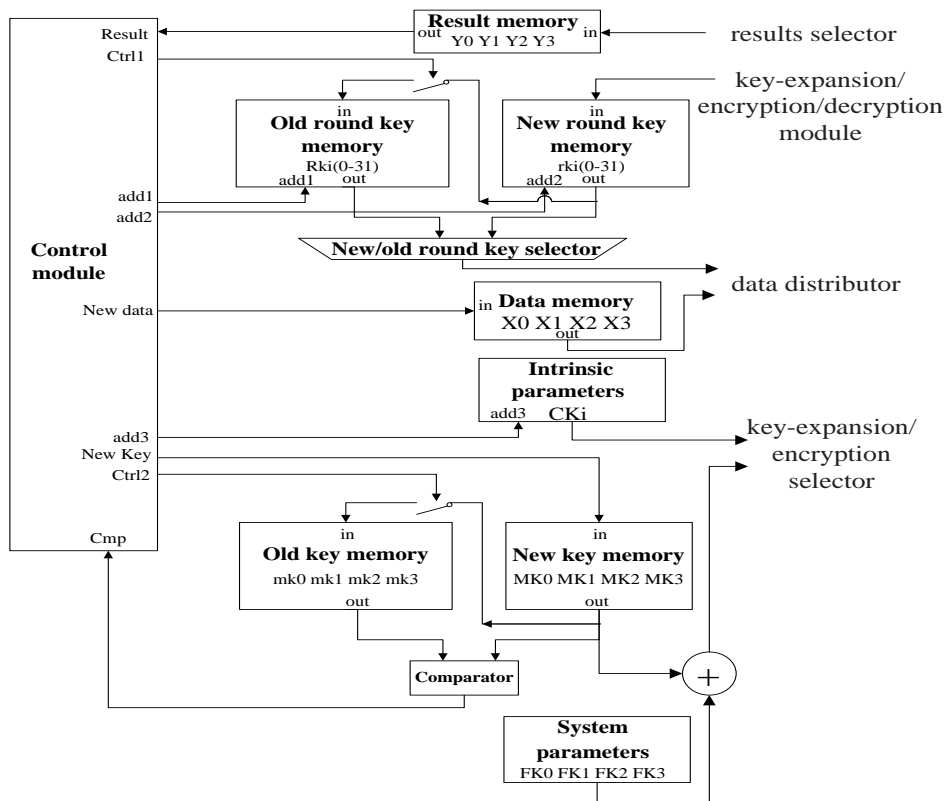 Result memory
out
Y0 Y1 Y2 Y3
in
results selector
Result
Ctrl1
key-expansion/
encryption/decryption
module
in
Old round key
memory
Rki(0-31)
add1
out
in
New round key
memory
rki(0-31)
add2
out
add1
add2
New/old round key selector
Control
module
data distributor
New data
in
Data memory
X0 X1 X2 X3
out
Intrinsic
parameters
add3
CKi
add3
New Key
Ctrl2
key-expansion/
encryption
selector
Cmp
in
Old key memory
mk0 mk1 mk2 mk3
out
in
New key memory
MK0 MK1 MK2 MK3
out
Comparator
+
System
parameters
FK0 FK1 FK2 FK3